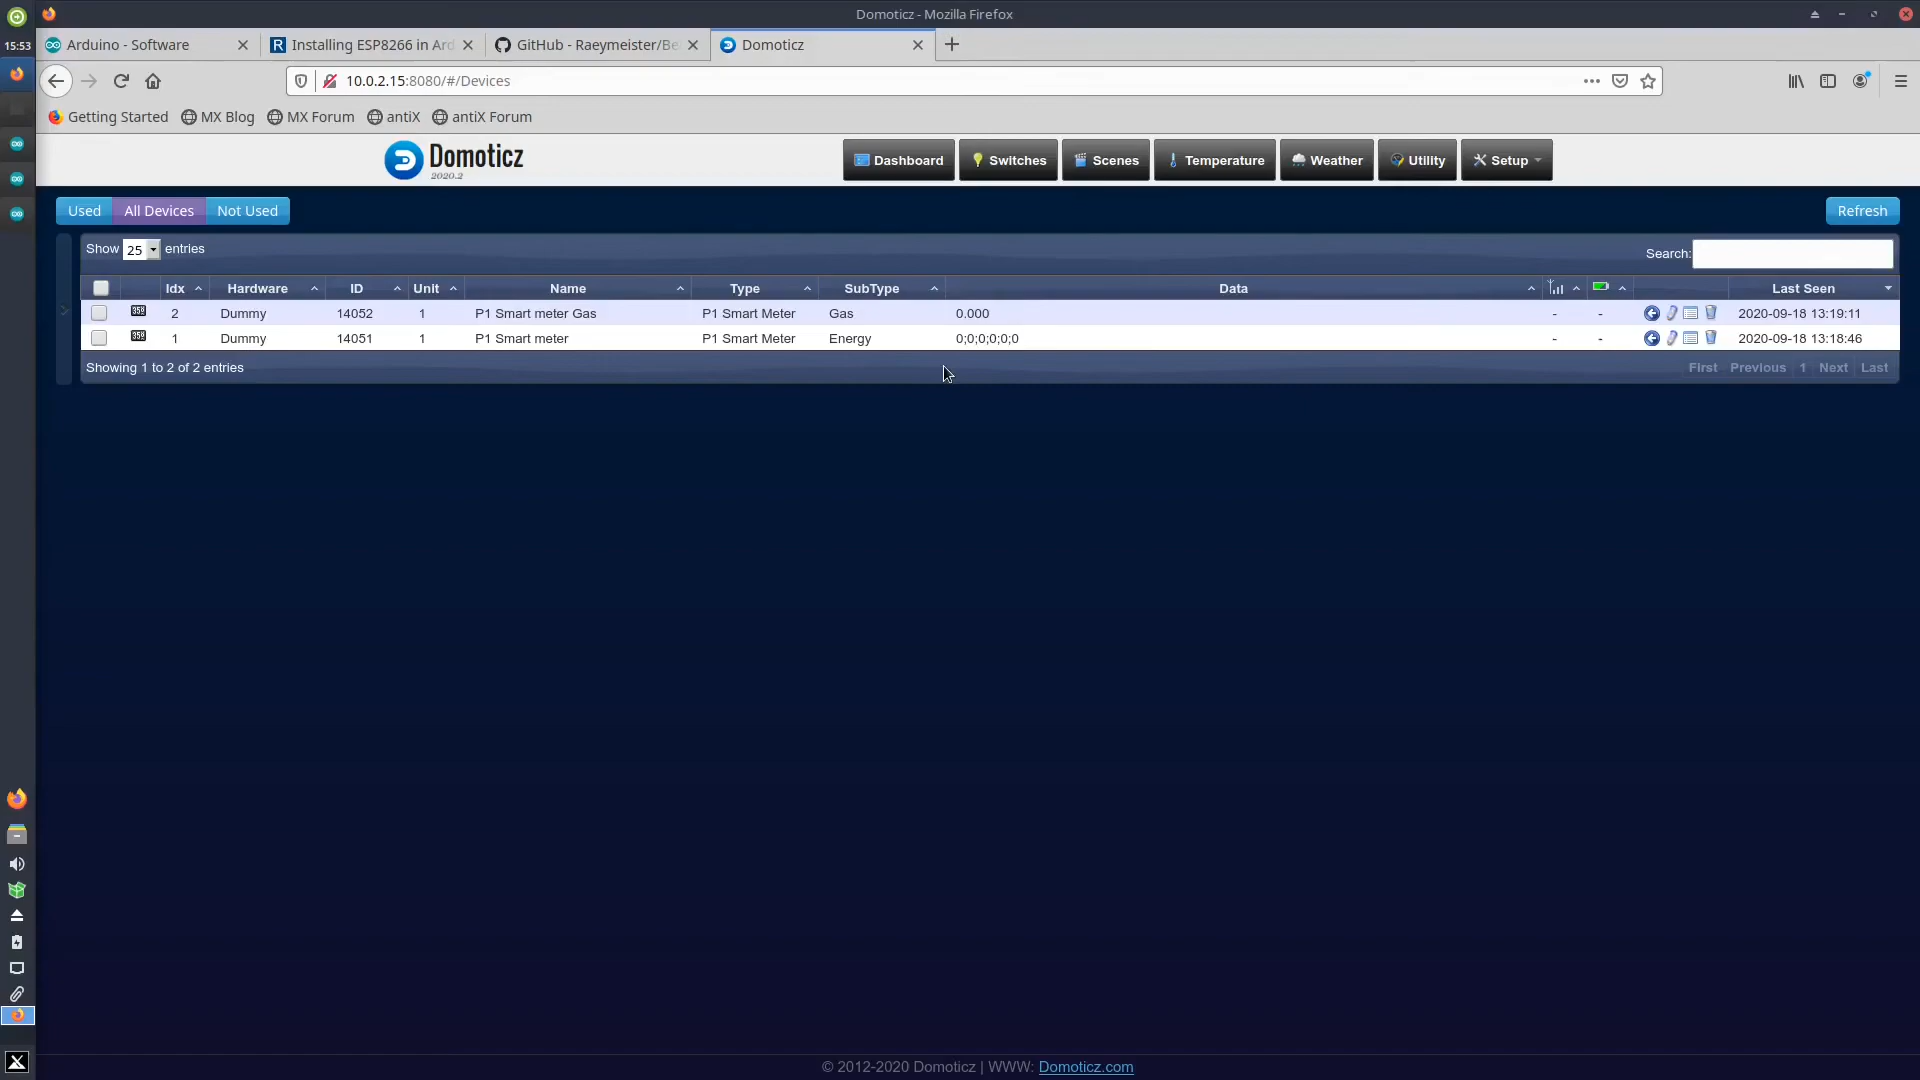 Domoticz - Mozilla Firefox
15:53
Arduino - Software
Installing ESP8266 in Ard
GitHub - Raeymeister/Be
Domoticz
10.0.2.15:8080/#/Devices
Getting Started
MX Blog
MX Forum
antiX
antiX Forum
Domoticz
2020.2
Dashboard
Switches
Scenes
Temperature
Weather
Utility
Setup
Used
All Devices
Not Used
Refresh
Show 25 entries
Search:
Idx Hardware ID Unit Name Type SubType Data Last Seen
2 Dummy 14052 1 P1 Smart meter Gas P1 Smart Meter Gas 0.000 - - 2020-09-18 13:19:11
1 Dummy 14051 1 P1 Smart meter P1 Smart Meter Energy 0;0;0;0;0;0 - - 2020-09-18 13:18:46
Showing 1 to 2 of 2 entries
First Previous 1 Next Last
© 2012-2020 Domoticz | WWW: Domoticz.com